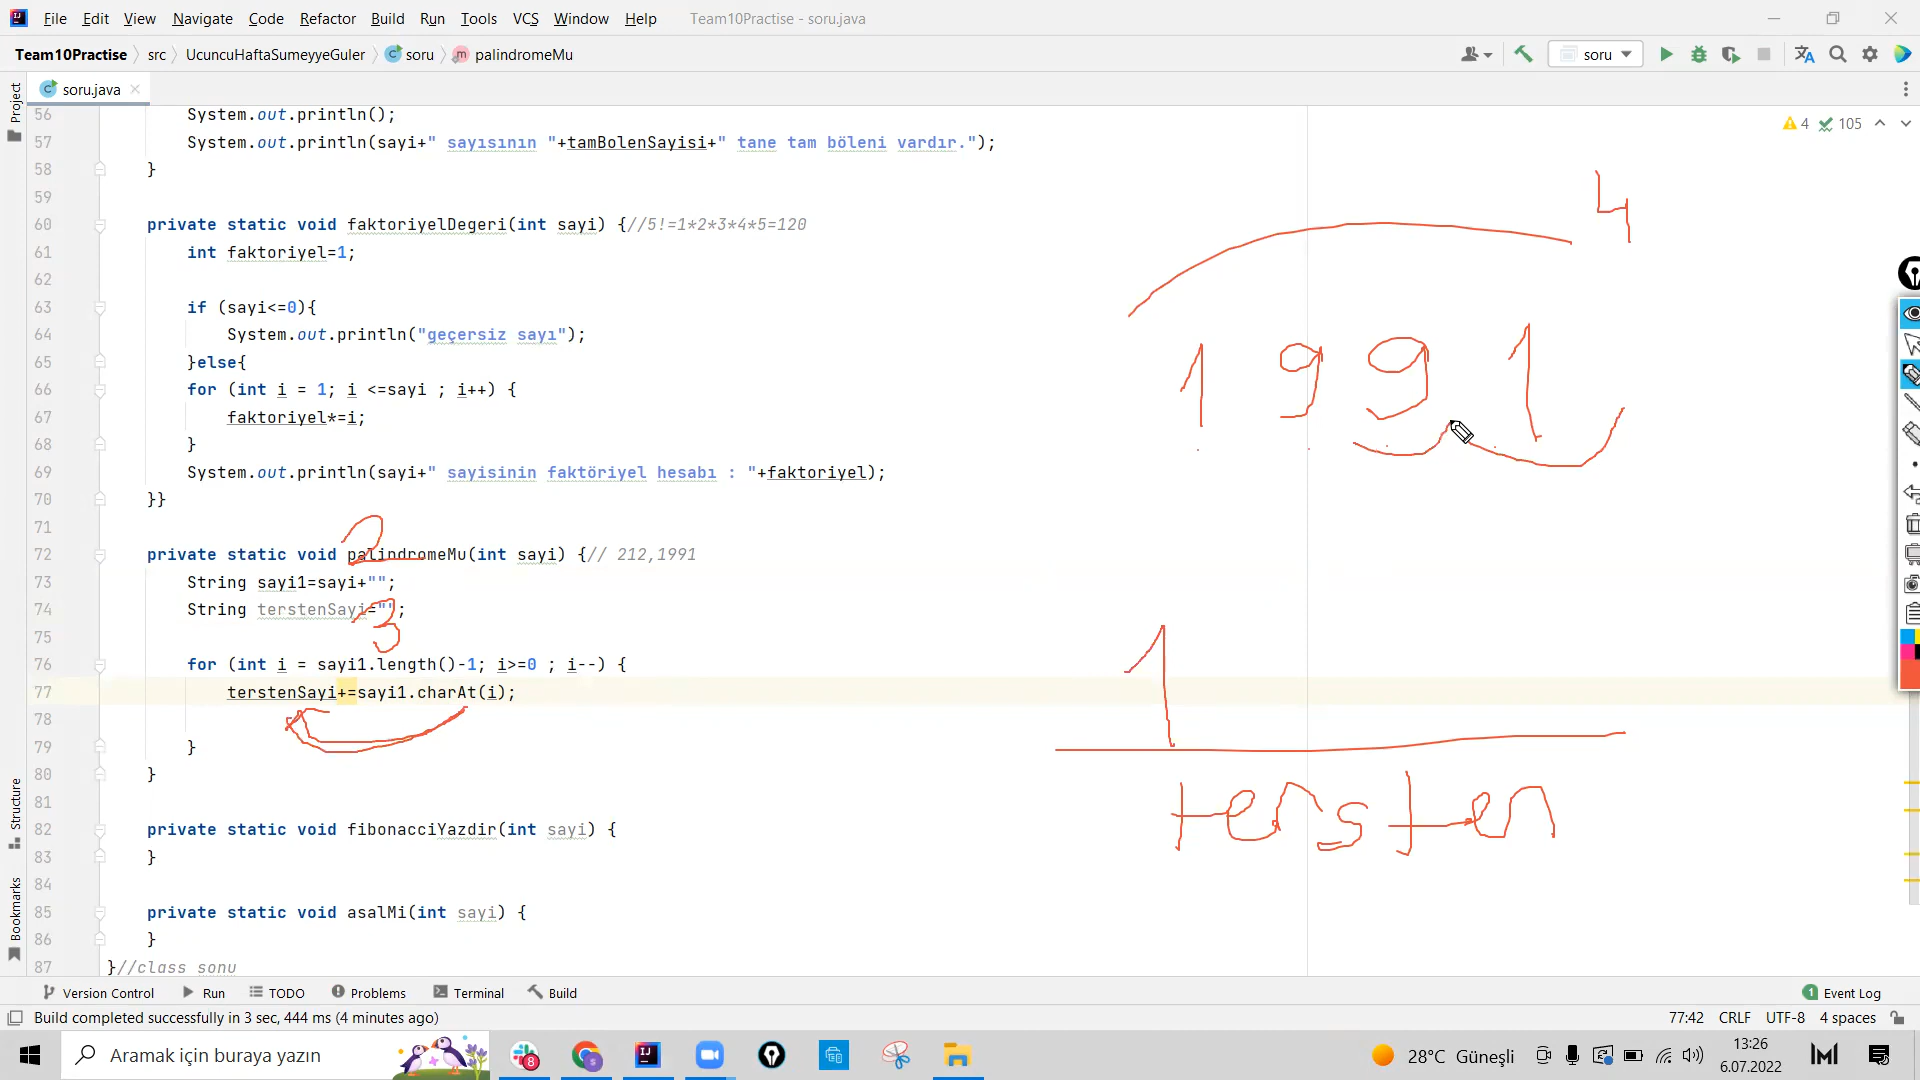 File Edit View Navigate Code Refactor Build Run Tools VCS Window Help Team10Practise - soru.java
Team10Practise src UcuncuHaftaSumeyyeGuler soru palindromeMu soru
soru.java
Project
4 105
56 System.out.println();
57 System.out.println(sayi+" sayısının "+tamBolenSayisi+" tane tam böleni vardır.");
58 }
59
60 private static void faktoriyelDegeri(int sayi) {//5!=1*2*3*4*5=120
61 int faktoriyel=1;
62
63 if (sayi<=0){
64 System.out.println("geçersiz sayı");
65 }else{
66 for (int i = 1; i <=sayi ; i++) {
67 faktoriyel*=i;
68 }
69 System.out.println(sayi+" sayisinin faktöriyel hesabı : "+faktoriyel);
70 }}
71
72 private static void palindromeMu(int sayi) {// 212,1991
73 String sayi1=sayi+"";
74 String terstenSayi="";
75
76 for (int i = sayi1.length()-1; i>=0 ; i--) {
77 terstenSayi+=sayi1.charAt(i);
78
79 }
80 }
81
82 private static void fibonacciYazdir(int sayi) {
83 }
84
85 private static void asalMi(int sayi) {
86 }
87 }//class sonu
4
1 9 9 1
2
3
1
tersten
Structure
Bookmarks
Version Control Run TODO Problems Terminal Build 1 Event Log
Build completed successfully in 3 sec, 444 ms (4 minutes ago) 77:42 CRLF UTF-8 4 spaces
Aramak için buraya yazın 8 S 28°C Güneşli 13:26
6.07.2022